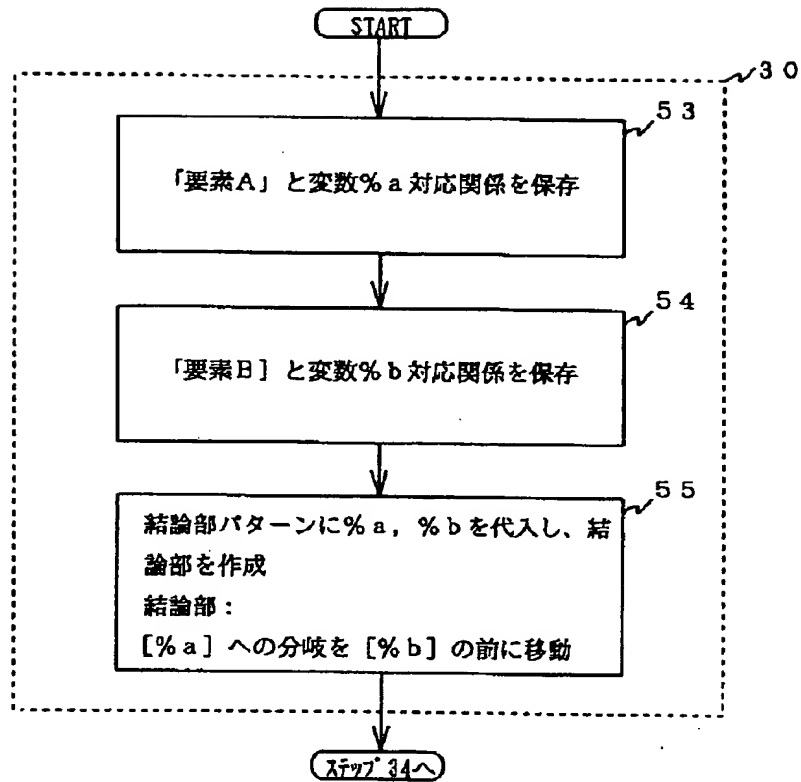 START
30
53
「要素A」と変数%a対応関係を保存
54
「要素B］と変数%b対応関係を保存
55
結論部パターンに%a，%bを代入し、結
論部を作成
結論部：
[%a]への分岐を[%b]の前に移動
ステップ34へ